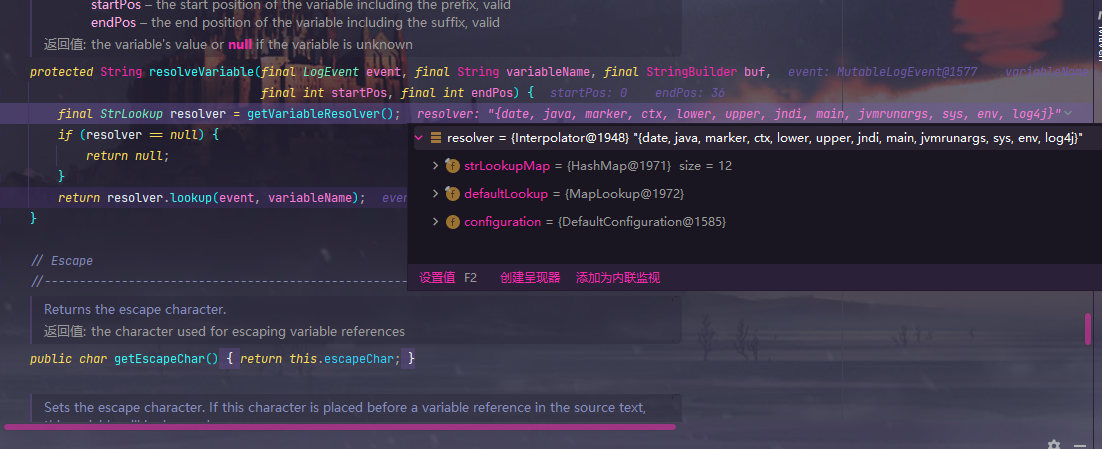 startPos – the start position of the variable including the prefix, valid
endPos – the end position of the variable including the suffix, valid
返回值: the variable's value or null if the variable is unknown
protected String resolveVariable(final LogEvent event, final String variableName, final StringBuilder buf, event: MutableLogEvent@1577 variableName
final int startPos, final int endPos) { startPos: 0 endPos: 36
final StrLookup resolver = getVariableResolver(); resolver: "{date, java, marker, ctx, lower, upper, jndi, main, jvmrunargs, sys, env, log4j}"
if (resolver == null) {
resolver = {Interpolator@1948} "{date, java, marker, ctx, lower, upper, jndi, main, jvmrunargs, sys, env, log4j}"
return null;
strLookupMap = {HashMap@1971} size = 12
}
defaultLookup = {MapLookup@1972}
return resolver.lookup(event, variableName); eve
configuration = {DefaultConfiguration@1585}
}
// Escape
设置值 F2 创建呈现器 添加为内联监视
//----------------------------------------------------
Returns the escape character.
返回值: the character used for escaping variable references
public char getEscapeChar() { return this.escapeChar; }
Sets the escape character. If this character is placed before a variable reference in the source text,